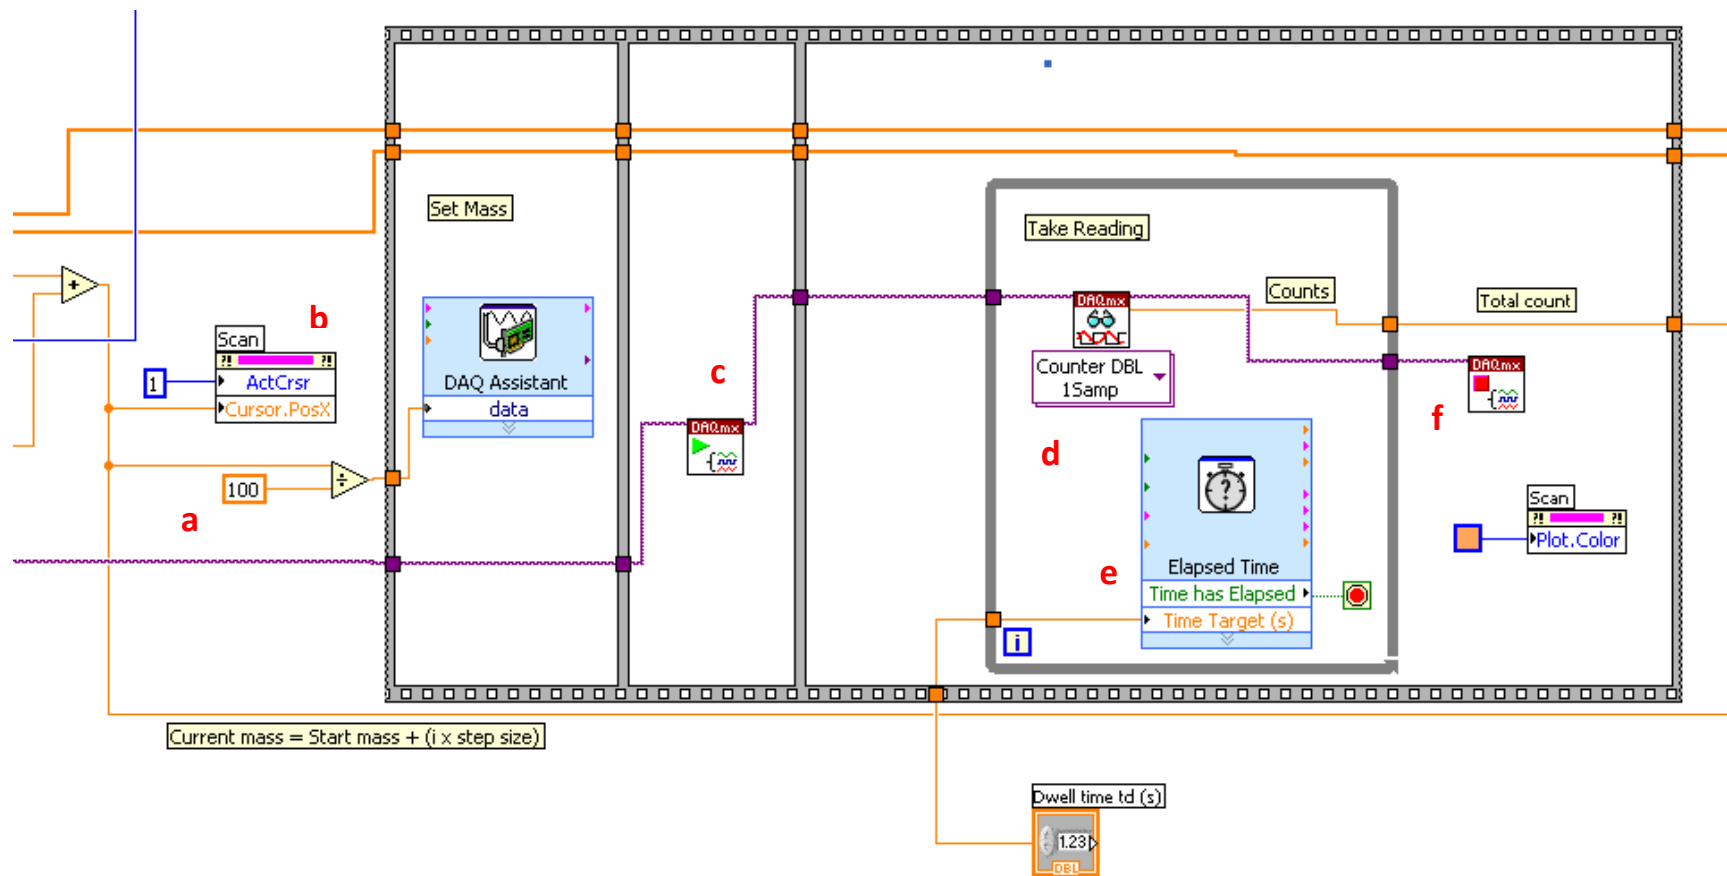 Set Mass
Take Reading
+
b
Scan
?! ?!
1
ActCrsr
Cursor.PosX
DAQ Assistant
data
c
DAQmx
DAQmx
Counts
Total count
Counter DBL
1Samp
DAQmx
f
d
÷
100
a
?
Scan
?! ?!
Plot.Color
Elapsed Time
e
Time has Elapsed
Time Target (s)
i
Current mass = Start mass + (i x step size)
Dwell time td (s)
1.23
DBL